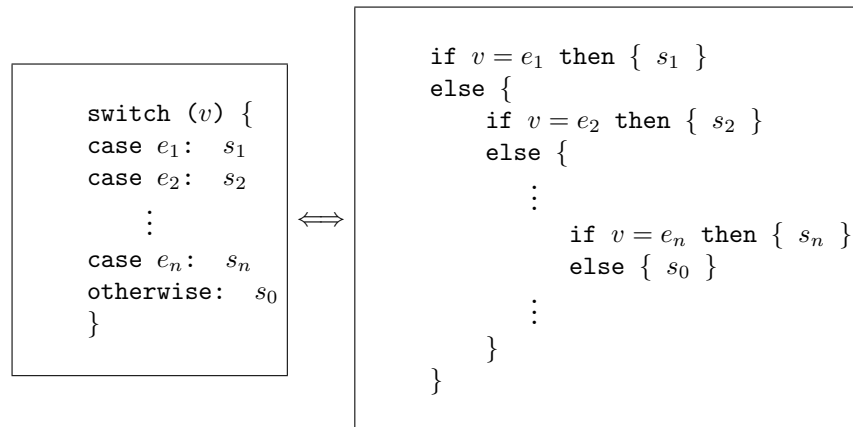 switch (v) {
case e₁: s₁
case e₂: s₂
⋮
case eₙ: sₙ
otherwise: s₀
}
⟺
if v = e₁ then { s₁ }
else {
if v = e₂ then { s₂ }
else {
⋮
if v = eₙ then { sₙ }
else { s₀ }
⋮
}
}